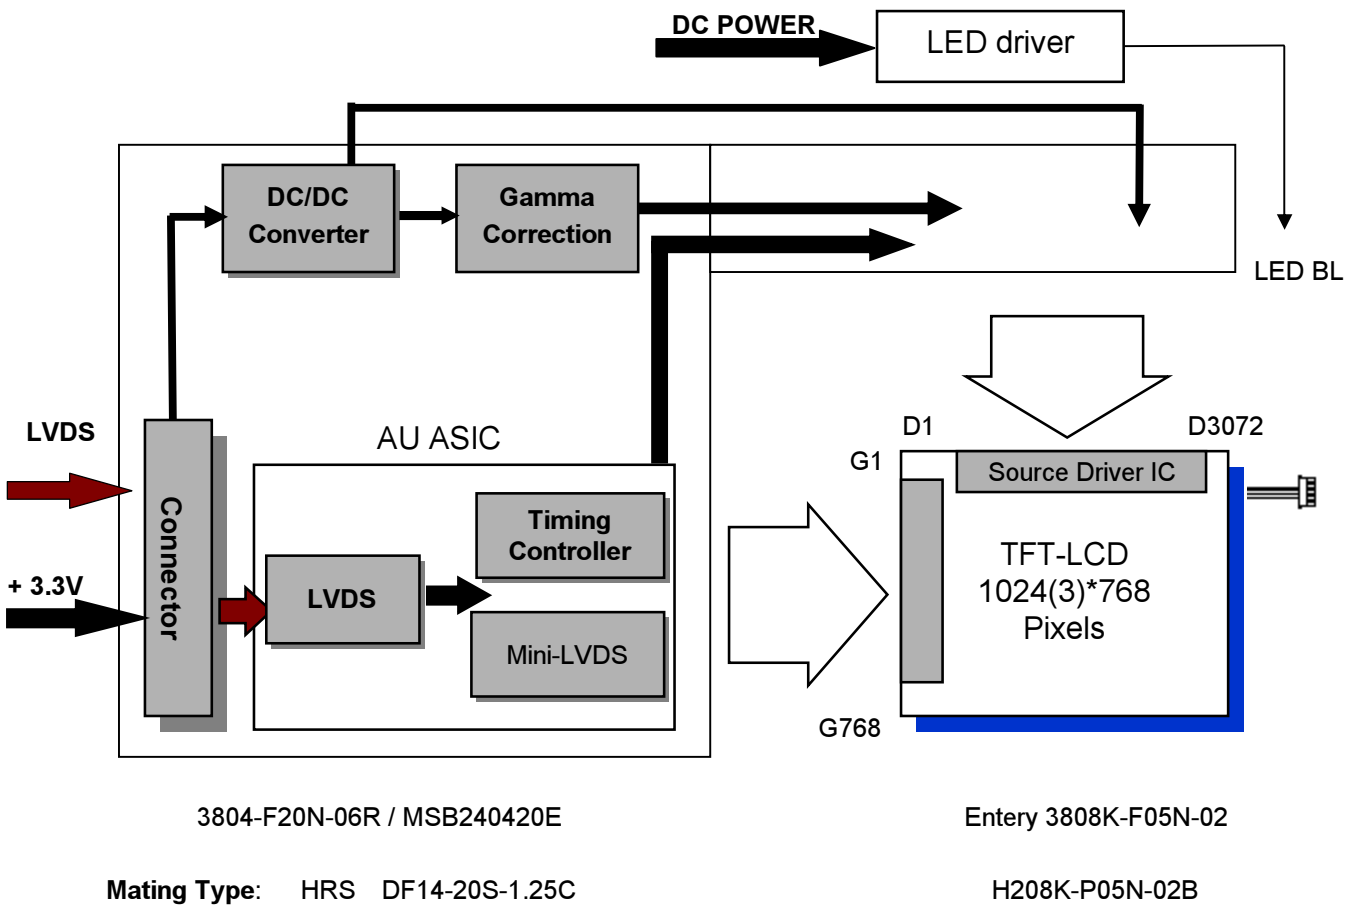 DC POWER
LED driver
DC/DC
Converter
Gamma
Correction
LED BL
LVDS
AU ASIC
D1
D3072
G1
Source Driver IC
Connector
Timing
Controller
TFT-LCD
1024(3)*768
Pixels
+ 3.3V
LVDS
Mini-LVDS
G768
3804-F20N-06R / MSB240420E
Entery 3808K-F05N-02
Mating Type: HRS DF14-20S-1.25C
H208K-P05N-02B